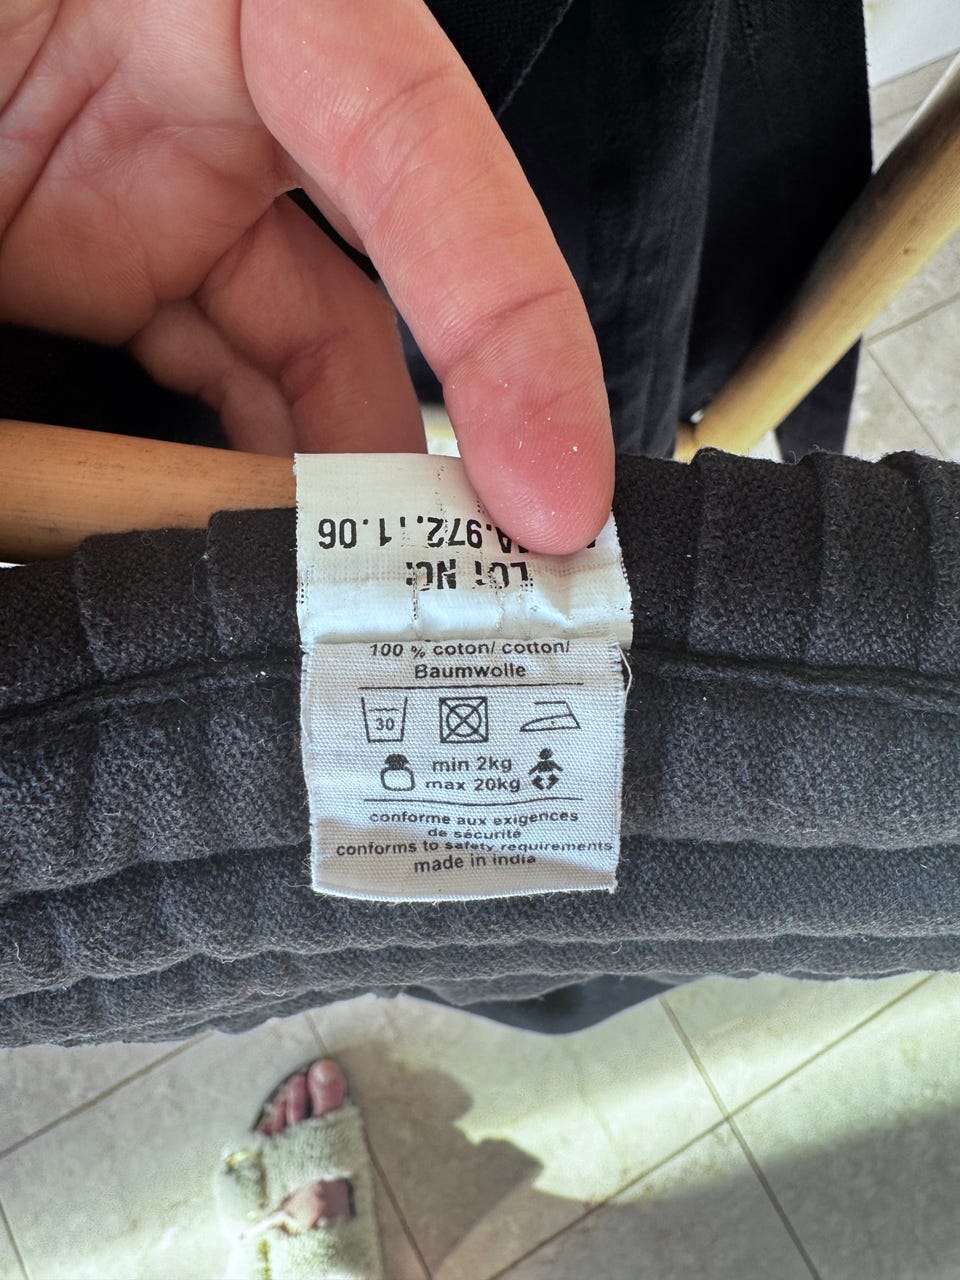 LOT NO:
A.972.11.06
100 % coton/ cotton/
Baumwolle
30
min 2kg
max 20kg
conforme aux exigences
de sécurité
conforms to safety requirements
made in india